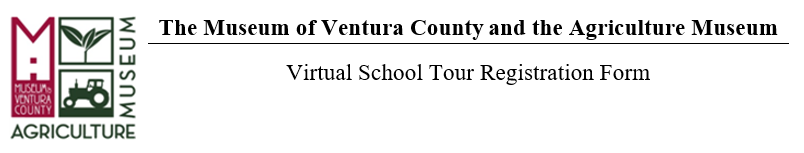 The Museum of Ventura County and the Agriculture Museum
Virtual School Tour Registration Form
MUSEUM OF
VENTURA
COUNTY
AGRICULTURE
MUSEUM